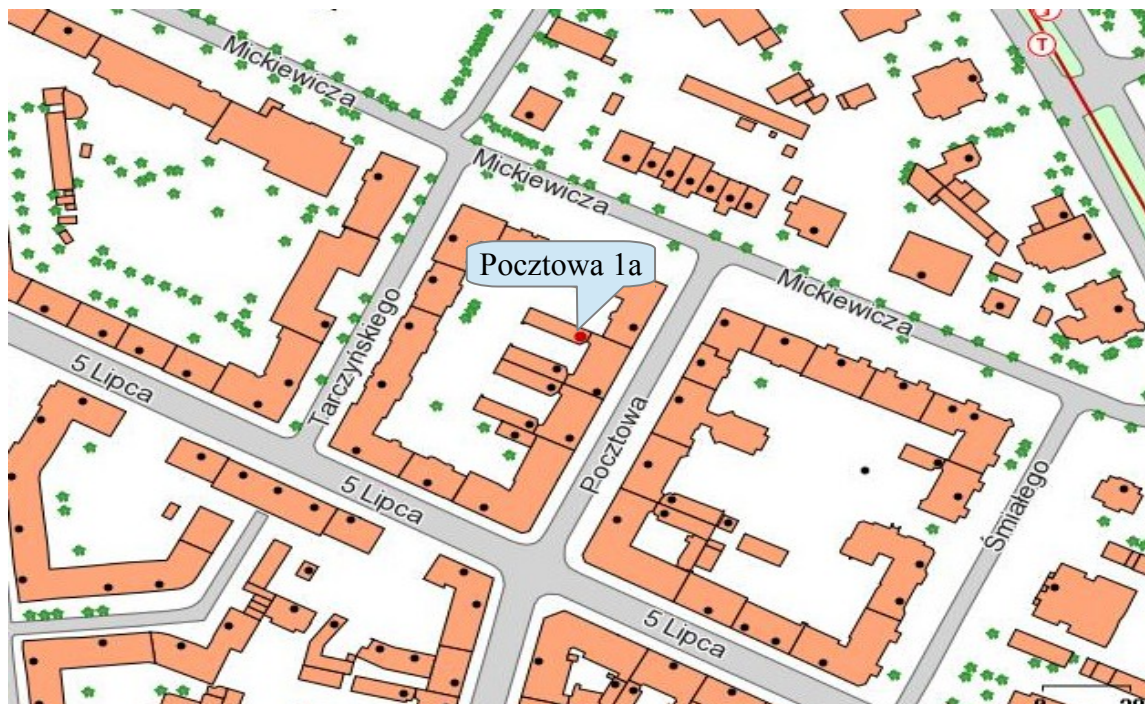 Mickiewicza
T
Mickiewicza
Pocztowa 1a
Mickiewicza
Tarczyńskiego
5 Lipca
Pocztowa
5 Lipca
Śmiałego
5 Lipca